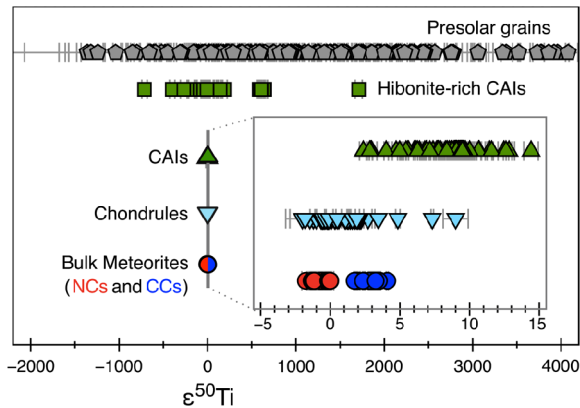 Presolar grains
Hibonite-rich CAIs
CAIs
Chondrules
Bulk Meteorites
(NCs and CCs)
−5 0 5 10 15
−2000 −1000 0 1000 2000 3000 4000
ε⁵⁰Ti